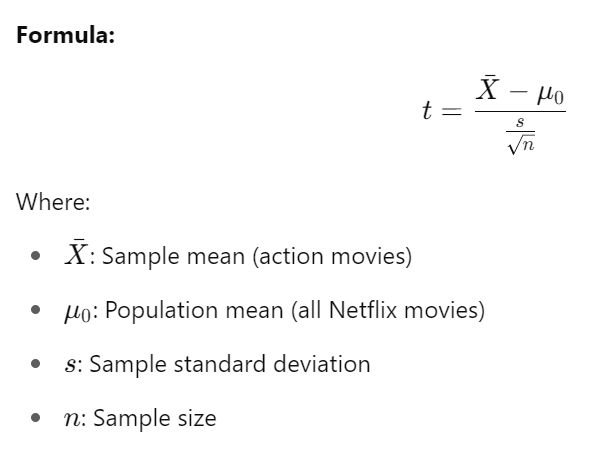 Formula:
t = \frac{\bar{X} - \mu_0}{\frac{s}{\sqrt{n}}}
Where:
• \bar{X}: Sample mean (action movies)
• \mu_0: Population mean (all Netflix movies)
• s: Sample standard deviation
• n: Sample size